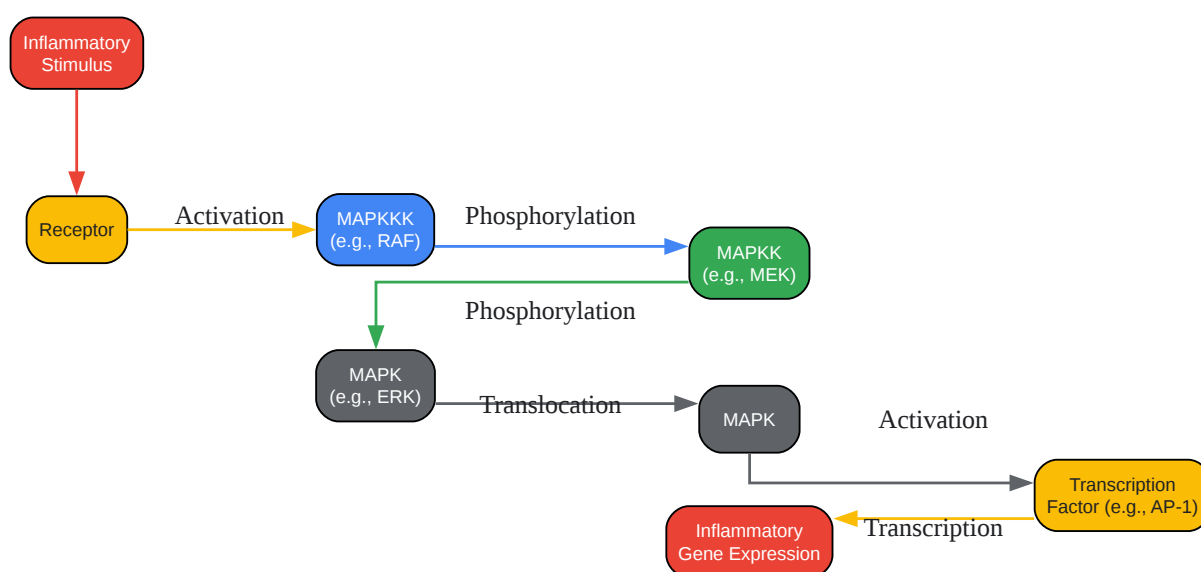 Inflammatory
Stimulus
Receptor
Activation
MAPKKK
(e.g., RAF)
Phosphorylation
MAPKK
(e.g., MEK)
Phosphorylation
MAPK
(e.g., ERK)
Translocation
MAPK
Activation
Transcription
Factor (e.g., AP-1)
Transcription
Inflammatory
Gene Expression